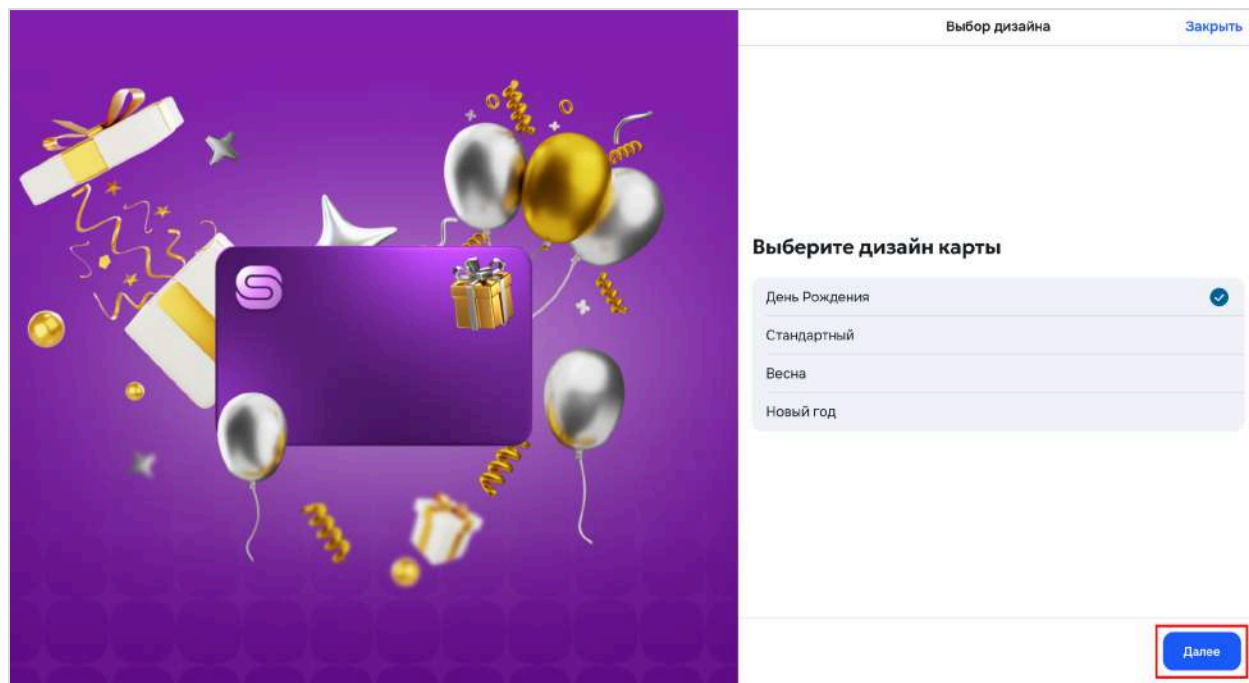 Выбор дизайна
Закрыть
Выберите дизайн карты
День Рождения
Стандартный
Весна
Новый год
Далее